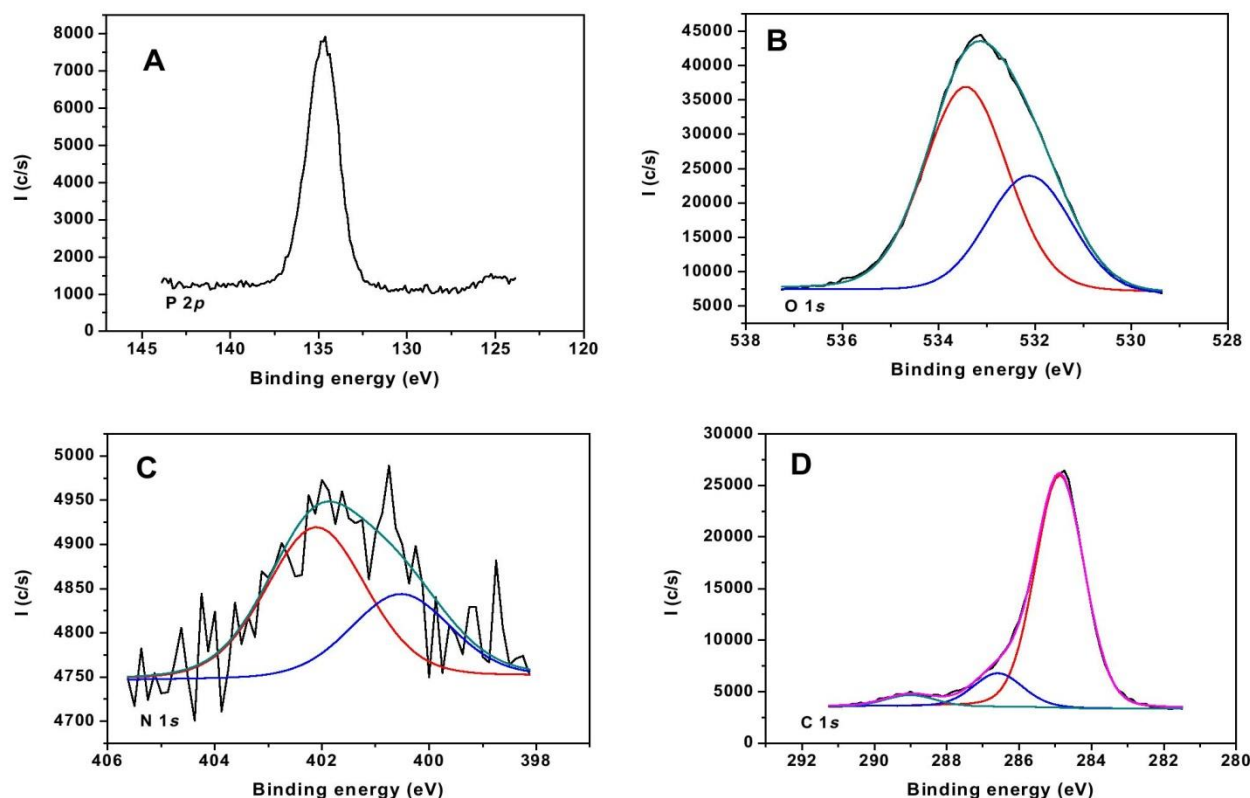 A
I (c/s)
8000
7000
6000
5000
4000
3000
2000
1000
0
P 2p
145 140 135 130 125 120
Binding energy (eV)
B
I (c/s)
45000
40000
35000
30000
25000
20000
15000
10000
5000
O 1s
538 536 534 532 530 528
Binding energy (eV)
C
I (c/s)
5000
4950
4900
4850
4800
4750
4700
N 1s
406 404 402 400 398
Binding energy (eV)
D
I (c/s)
30000
25000
20000
15000
10000
5000
0
C 1s
292 290 288 286 284 282 280
Binding energy (eV)